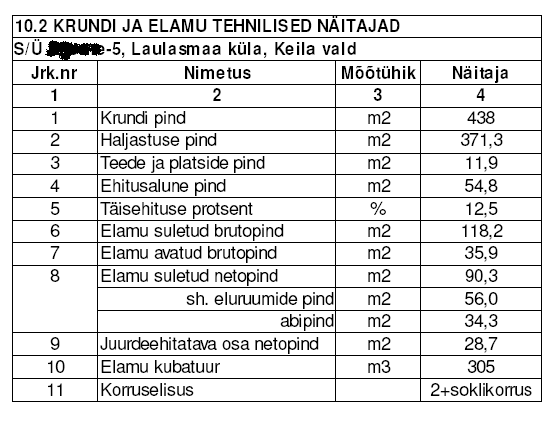 10.2 KRUNDI JA ELAMU TEHNILISED NÄITAJAD
S/Ü -5, Laulasmaa küla, Keila vald
Jrk.nr Nimetus Mõõtühik Näitaja
1 2 3 4
1 Krundi pind m2 438
2 Haljastuse pind m2 371,3
3 Teede ja platside pind m2 11,9
4 Ehitusalune pind m2 54,8
5 Täisehituse protsent % 12,5
6 Elamu suletud brutopind m2 118,2
7 Elamu avatud brutopind m2 35,9
8 Elamu suletud netopind m2 90,3
sh. eluruumide pind m2 56,0
abipind m2 34,3
9 Juurdeehitatava osa netopind m2 28,7
10 Elamu kubatuur m3 305
11 Korruselisus 2+soklikorrus